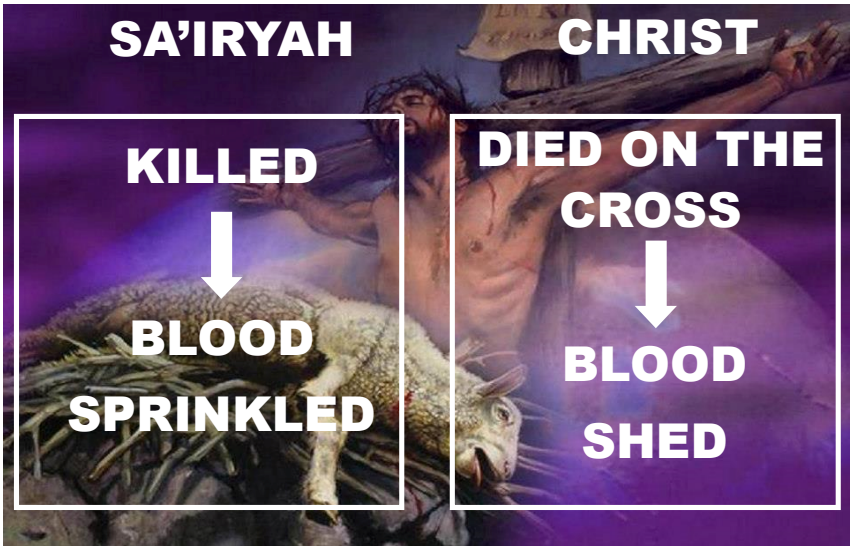 SA'IRYAH
KILLED
BLOOD
SPRINKLED
CHRIST
DIED ON THE
CROSS
BLOOD
SHED